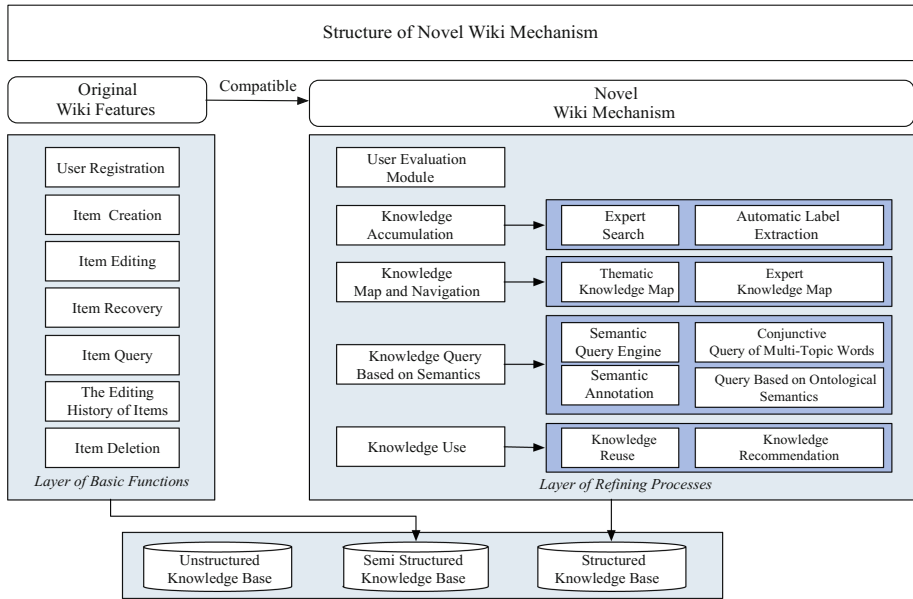 Structure of Novel Wiki Mechanism
Original
Wiki Features
Compatible
Novel
Wiki Mechanism
User Registration
Item Creation
Item Editing
Item Recovery
Item Query
The Editing
History of Items
Item Deletion
Layer of Basic Functions
User Evaluation
Module
Knowledge
Accumulation
Expert
Search
Automatic Label
Extraction
Knowledge
Map and Navigation
Thematic
Knowledge Map
Expert
Knowledge Map
Knowledge Query
Based on Semantics
Semantic
Query Engine
Conjunctive
Query of Multi-Topic Words
Semantic
Annotation
Query Based on Ontological
Semantics
Knowledge Use
Knowledge
Reuse
Knowledge
Recommendation
Layer of Refining Processes
Unstructured
Knowledge Base
Semi Structured
Knowledge Base
Structured
Knowledge Base